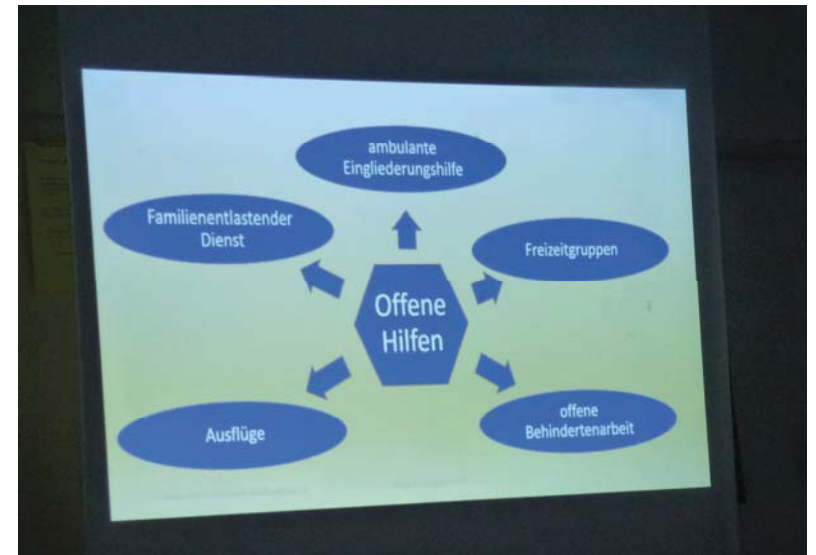 ambulante
Eingliederungshilfe
Familienentlastender
Dienst
Freizeitgruppen
Offene
Hilfen
Ausflüge
offene
Behindertenarbeit